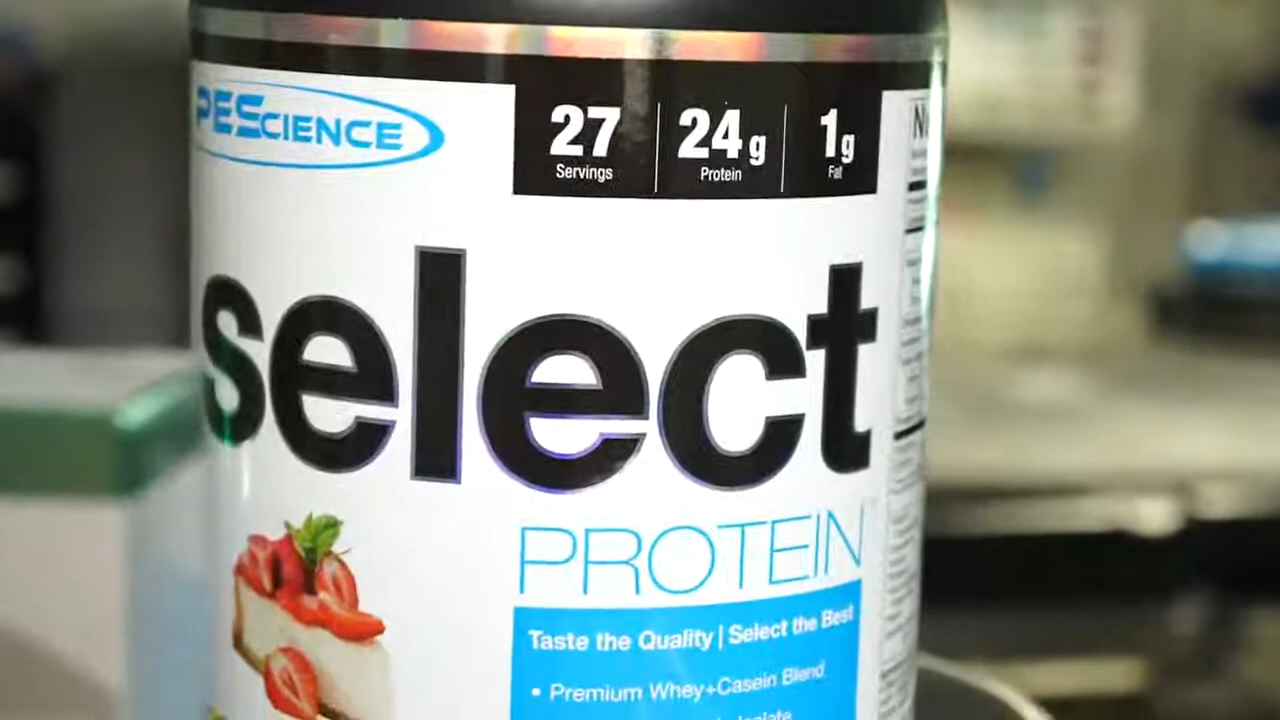 PEScience
27 24g 1g
Servings Protein Fat
select
PROTEIN
Taste the Quality | Select the Best
• Premium Whey+Casein Blend